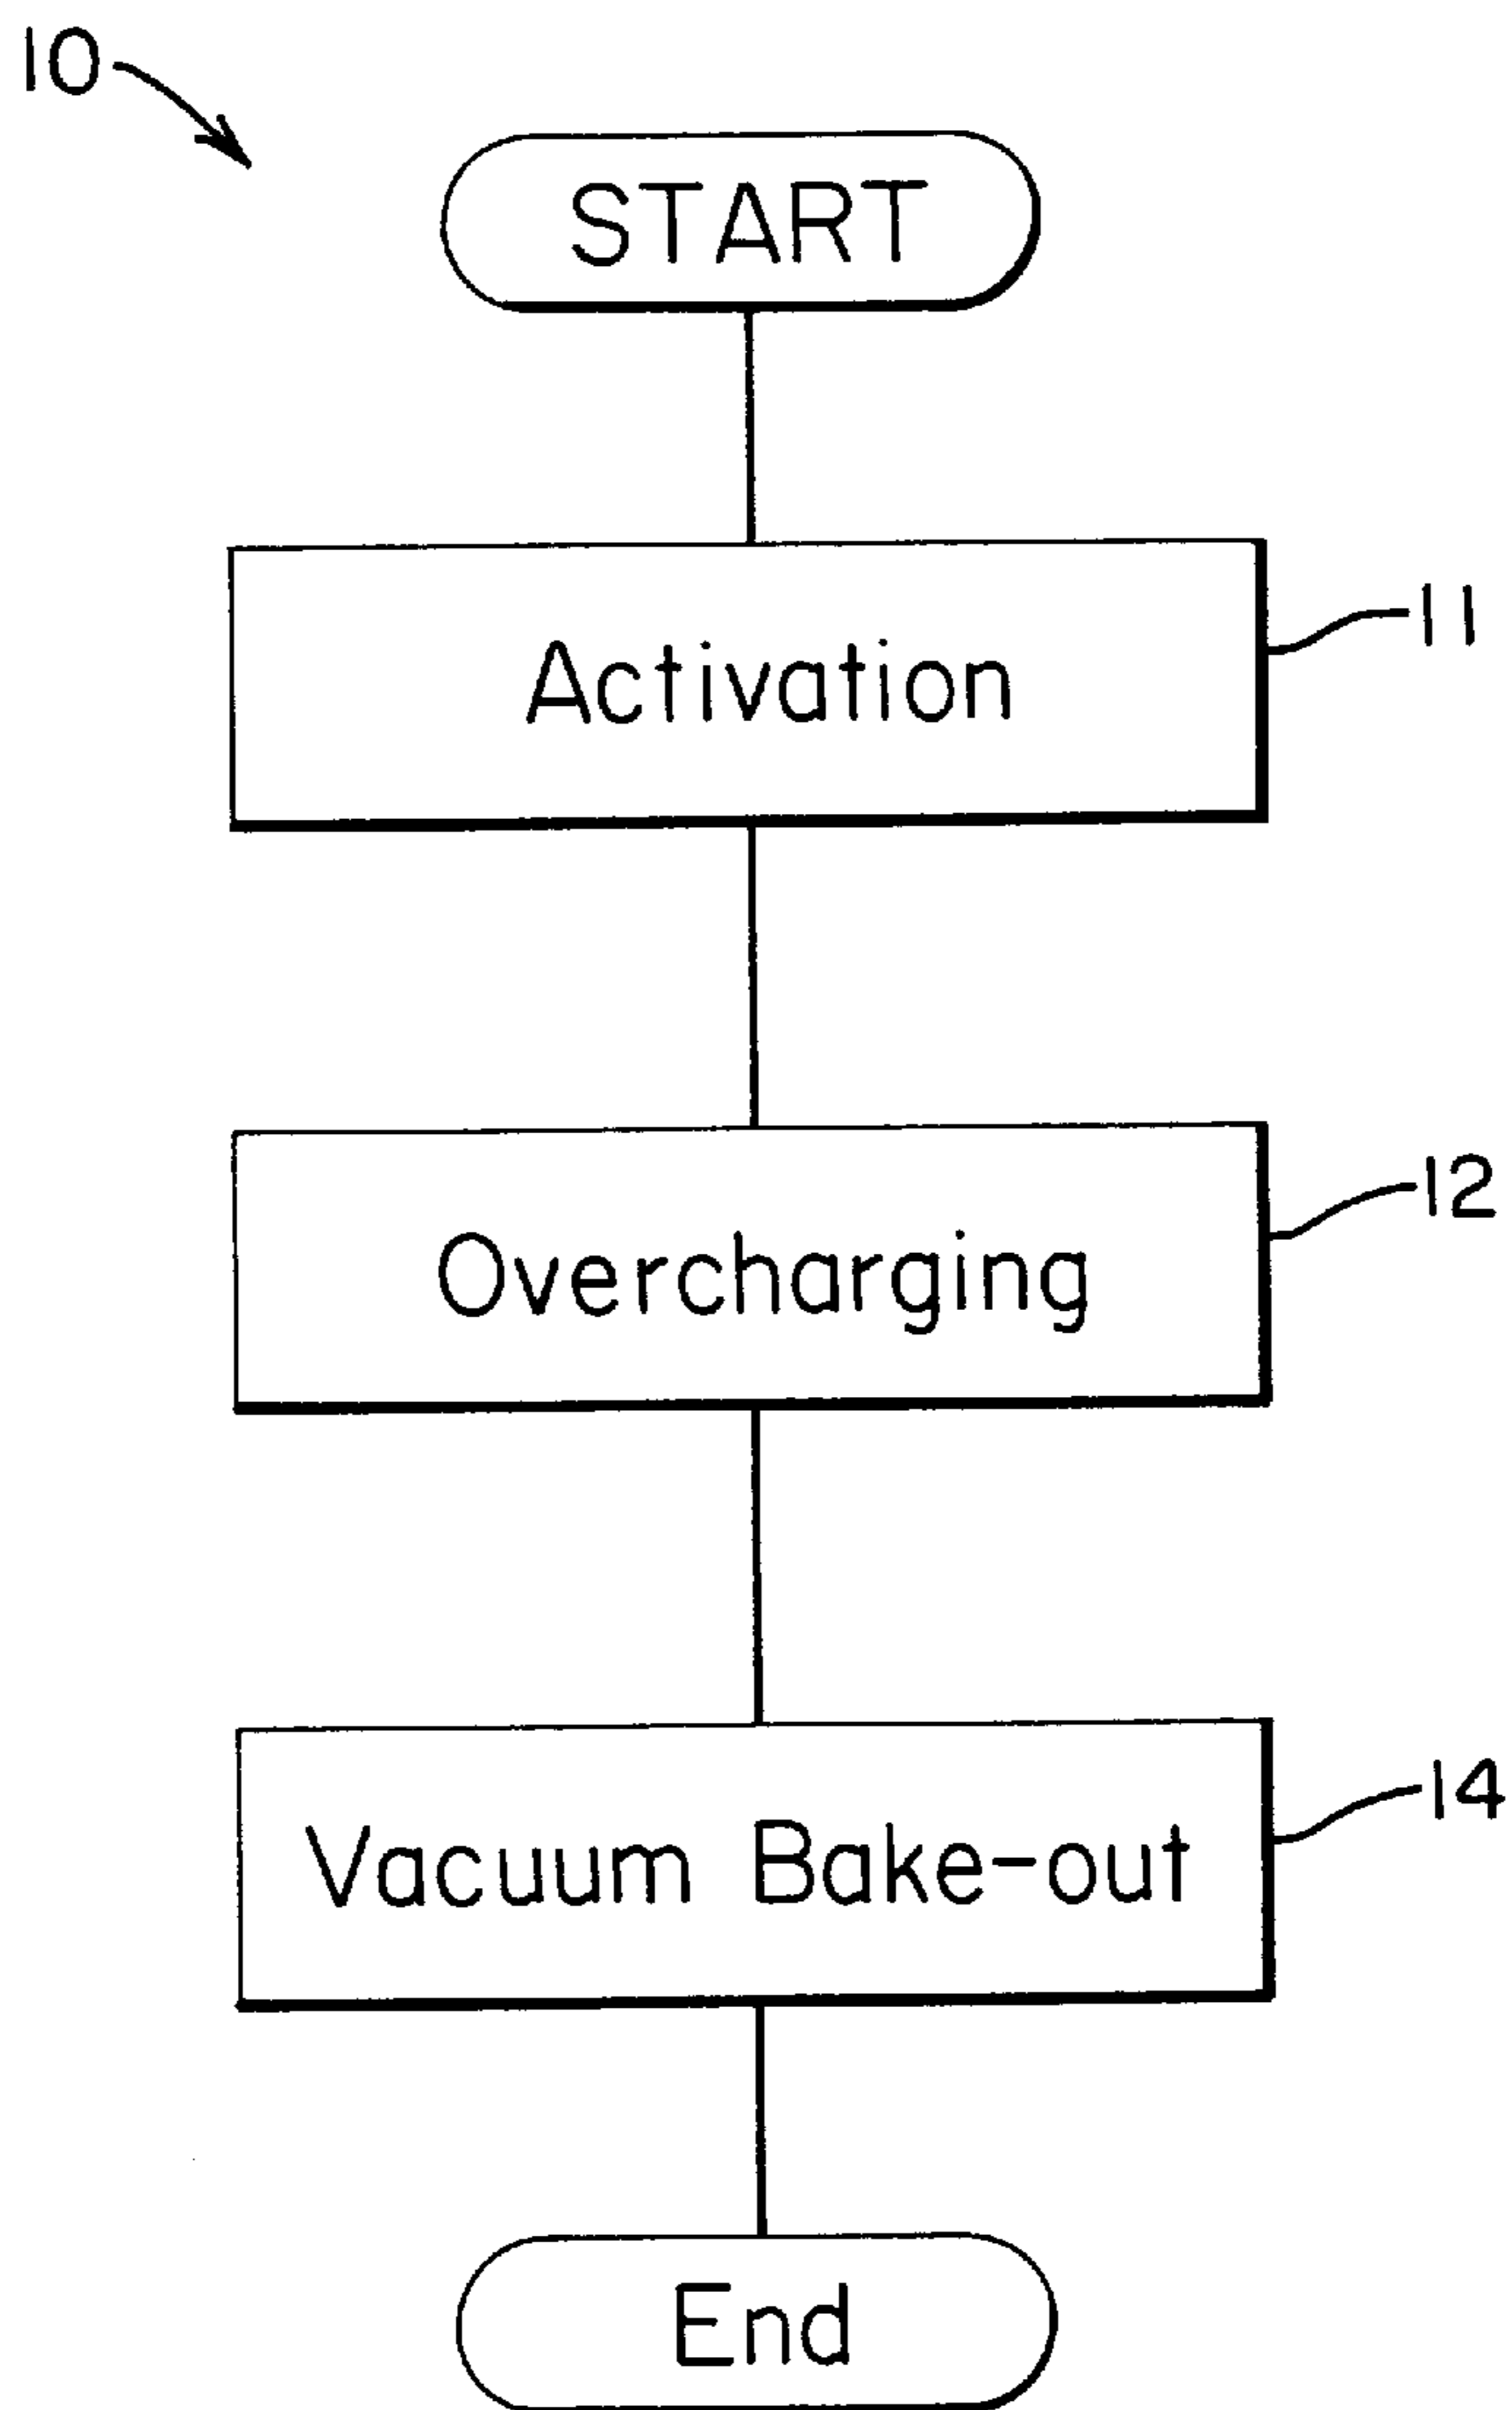 10
START
Activation
11
Overcharging
12
Vacuum Bake-out
14
End